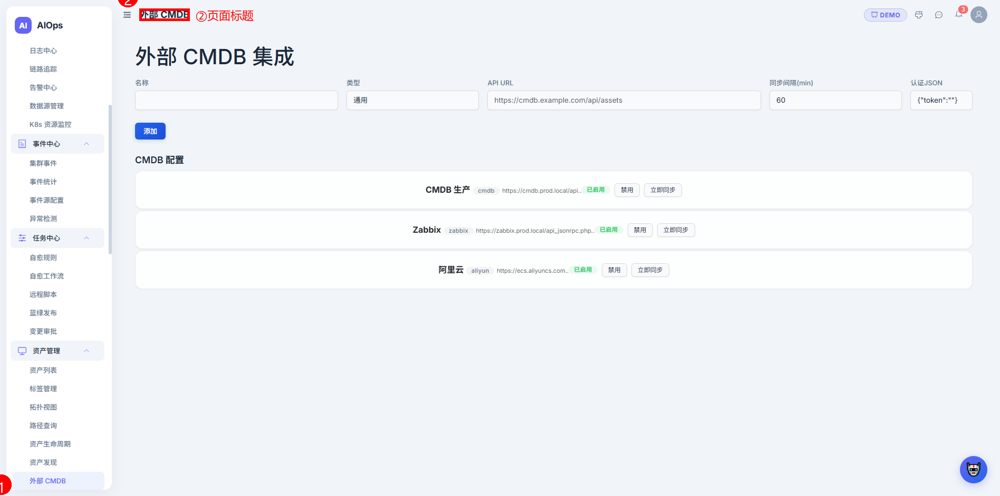 AI AIOps
日志中心
链路追踪
告警中心
数据源管理
K8s 资源监控
事件中心
集群事件
事件统计
事件源配置
异常检测
任务中心
自愈规则
自愈工作流
远程脚本
蓝绿发布
变更审批
资产管理
资产列表
标签管理
拓扑视图
路径查询
资产生命周期
资产发现
外部 CMDB
1
2
外部 CMDB ②页面标题
DEMO
3
外部 CMDB 集成
名称 类型 API URL 同步间隔(min) 认证JSON
通用 https://cmdb.example.com/api/assets 60 {"token":""}
添加
CMDB 配置
CMDB 生产 cmdb https://cmdb.prod.local/api.. 已启用 禁用 立即同步
Zabbix zabbix https://zabbix.prod.local/api_jsonrpc.php.. 已启用 禁用 立即同步
阿里云 aliyun https://ecs.aliyuncs.com.. 已启用 禁用 立即同步